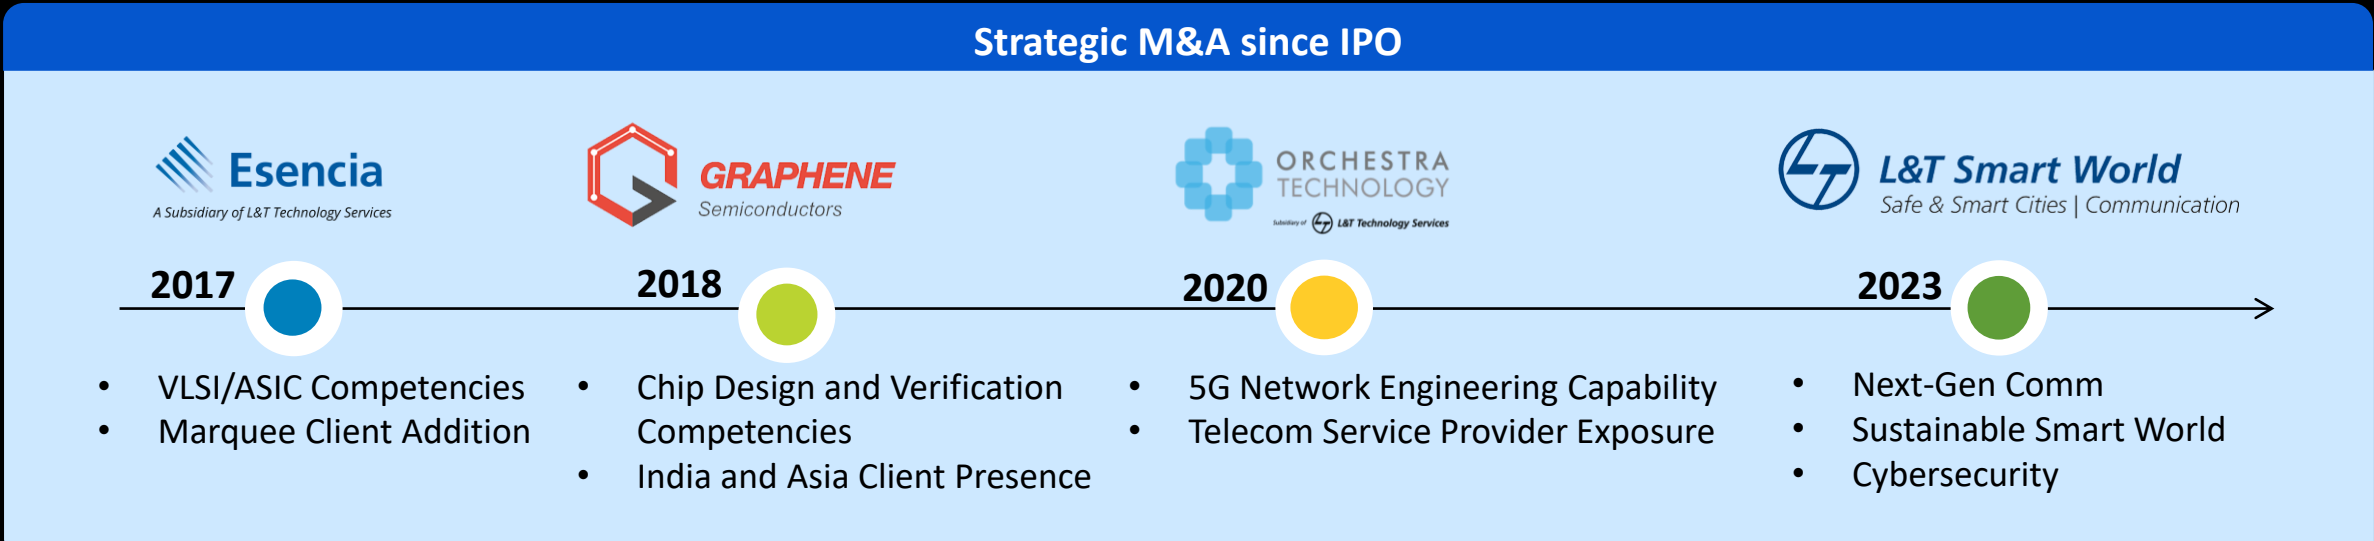 Strategic M&A since IPO
Esencia
A Subsidiary of L&T Technology Services
GRAPHENE
Semiconductors
ORCHESTRA
TECHNOLOGY
Subsidiary of L&T Technology Services
L&T Smart World
Safe & Smart Cities | Communication
2017
2018
2020
2023
• VLSI/ASIC Competencies
• Marquee Client Addition
• Chip Design and Verification
Competencies
• India and Asia Client Presence
• 5G Network Engineering Capability
• Telecom Service Provider Exposure
• Next-Gen Comm
• Sustainable Smart World
• Cybersecurity